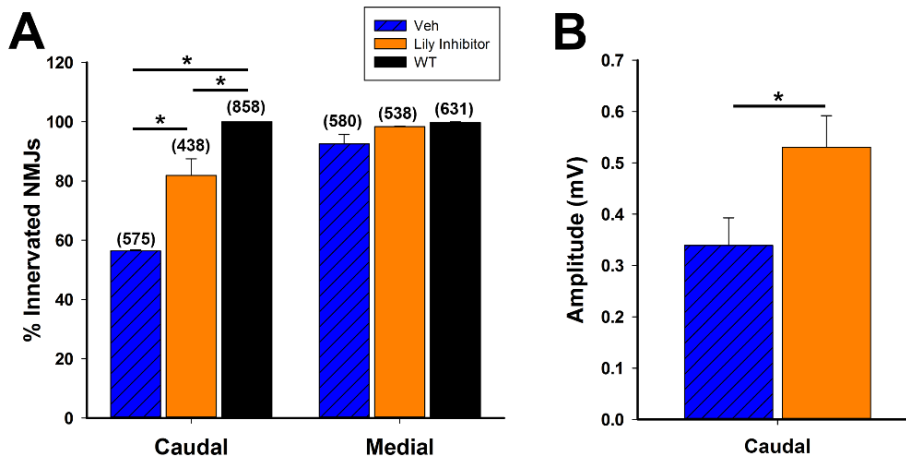 A
Veh
Lily Inhibitor
WT
120
100
80
60
40
20
0
% Innervated NMJs
*
*
*
(575)
(438)
(858)
(580)
(538)
(631)
Caudal
Medial
B
0.7
0.6
0.5
0.4
0.3
0.2
0.1
0.0
Amplitude (mV)
*
Caudal